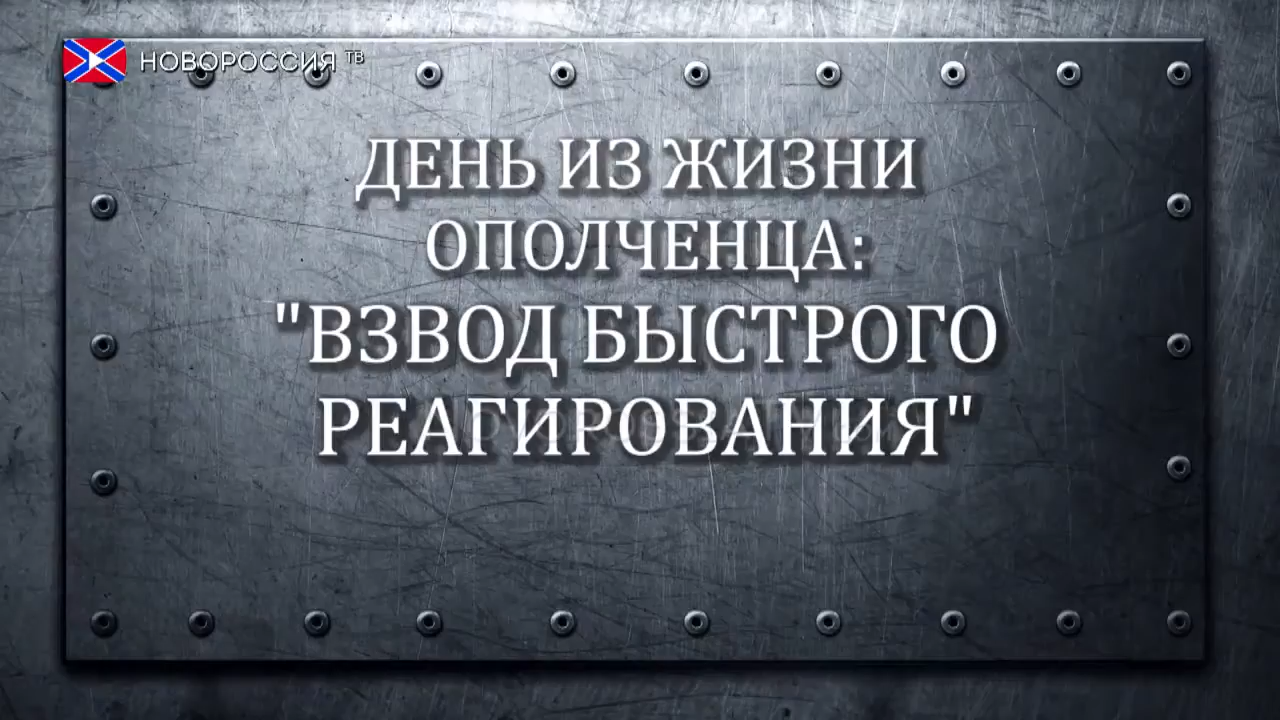 НОВОРОССИЯ ТВ
ДЕНЬ ИЗ ЖИЗНИ
ОПОЛЧЕНЦА:
"ВЗВОД БЫСТРОГО
РЕАГИРОВАНИЯ"